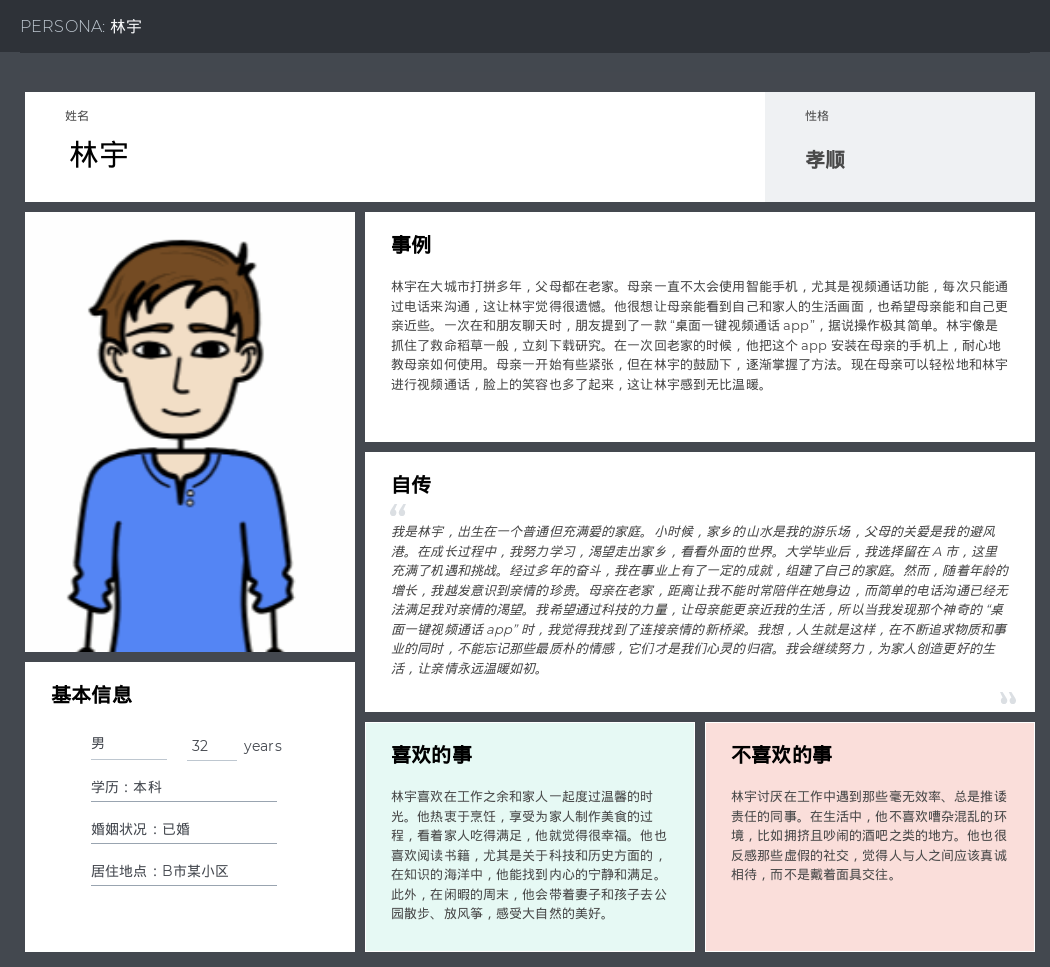 PERSONA: 林宇
姓名
林宇
性格
孝顺
事例
林宇在大城市打拼多年，父母都在老家。母亲一直不太会使用智能手机，尤其是视频通话功能，每次只能通
过电话来沟通，这让林宇觉得很遗憾。他很想让母亲能看到自己和家人的生活画面，也希望母亲能和自己更
亲近些。一次在和朋友聊天时，朋友提到了一款 “桌面一键视频通话 app”，据说操作极其简单。林宇像是
抓住了救命稻草一般，立刻下载研究。在一次回老家的时候，他把这个 app 安装在母亲的手机上，耐心地
教母亲如何使用。母亲一开始有些紧张，但在林宇的鼓励下，逐渐掌握了方法。现在母亲可以轻松地和林宇
进行视频通话，脸上的笑容也多了起来，这让林宇感到无比温暖。
自传
“
我是林宇，出生在一个普通但充满爱的家庭。小时候，家乡的山水是我的游乐场，父母的关爱是我的避风
港。在成长过程中，我努力学习，渴望走出家乡，看看外面的世界。大学毕业后，我选择留在 A 市，这里
充满了机遇和挑战。经过多年的奋斗，我在事业上有了一定的成就，组建了自己的家庭。然而，随着年龄的
增长，我越发意识到亲情的珍贵。母亲在老家，距离让我不能时常陪伴在她身边，而简单的电话沟通已经无
法满足我对亲情的渴望。我希望通过科技的力量，让母亲能更亲近我的生活，所以当我发现那个神奇的 “桌
面一键视频通话 app” 时，我觉得我找到了连接亲情的新桥梁。我想，人生就是这样，在不断追求物质和事
业的同时，不能忘记那些最质朴的情感，它们才是我们心灵的归宿。我会继续努力，为家人创造更好的生
活，让亲情永远温暖如初。
”
基本信息
男 32 years
学历：本科
婚姻状况：已婚
居住地点：B市某小区
喜欢的事
林宇喜欢在工作之余和家人一起度过温馨的时
光。他热衷于烹饪，享受为家人制作美食的过
程，看着家人吃得满足，他就觉得很幸福。他也
喜欢阅读书籍，尤其是关于科技和历史方面的，
在知识的海洋中，他能找到内心的宁静和满足。
此外，在闲暇的周末，他会带着妻子和孩子去公
园散步、放风筝，感受大自然的美好。
不喜欢的事
林宇讨厌在工作中遇到那些毫无效率、总是推诿
责任的同事。在生活中，他不喜欢嘈杂混乱的环
境，比如拥挤且吵闹的酒吧之类的地方。他也很
反感那些虚假的社交，觉得人与人之间应该真诚
相待，而不是戴着面具交往。